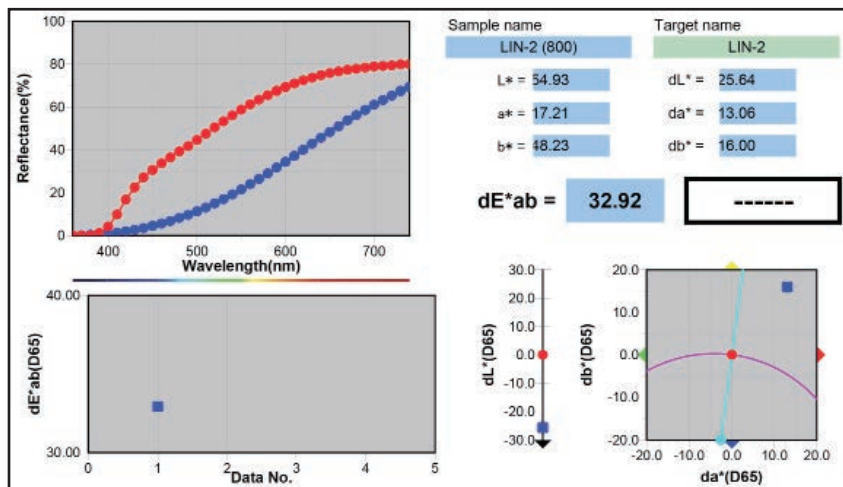 100
80
60
40
20
0
Reflectance(%)
400 500 600 700
Wavelength(nm)
Sample name Target name
LIN-2 (800) LIN-2
L* = 54.93 dL* = 25.64
a* = 17.21 da* = 13.06
b* = 48.23 db* = 16.00
dE*ab = 32.92 ------
40.00
30.00
dE*ab(D65)
0 1 2 3 4 5
Data No.
30.0
20.0
10.0
0.0
-10.0
-20.0
-30.0
dL*(D65)
20.0
10.0
0.0
-10.0
-20.0
db*(D65)
-20.0 -10.0 0.0 10.0 20.0
da*(D65)